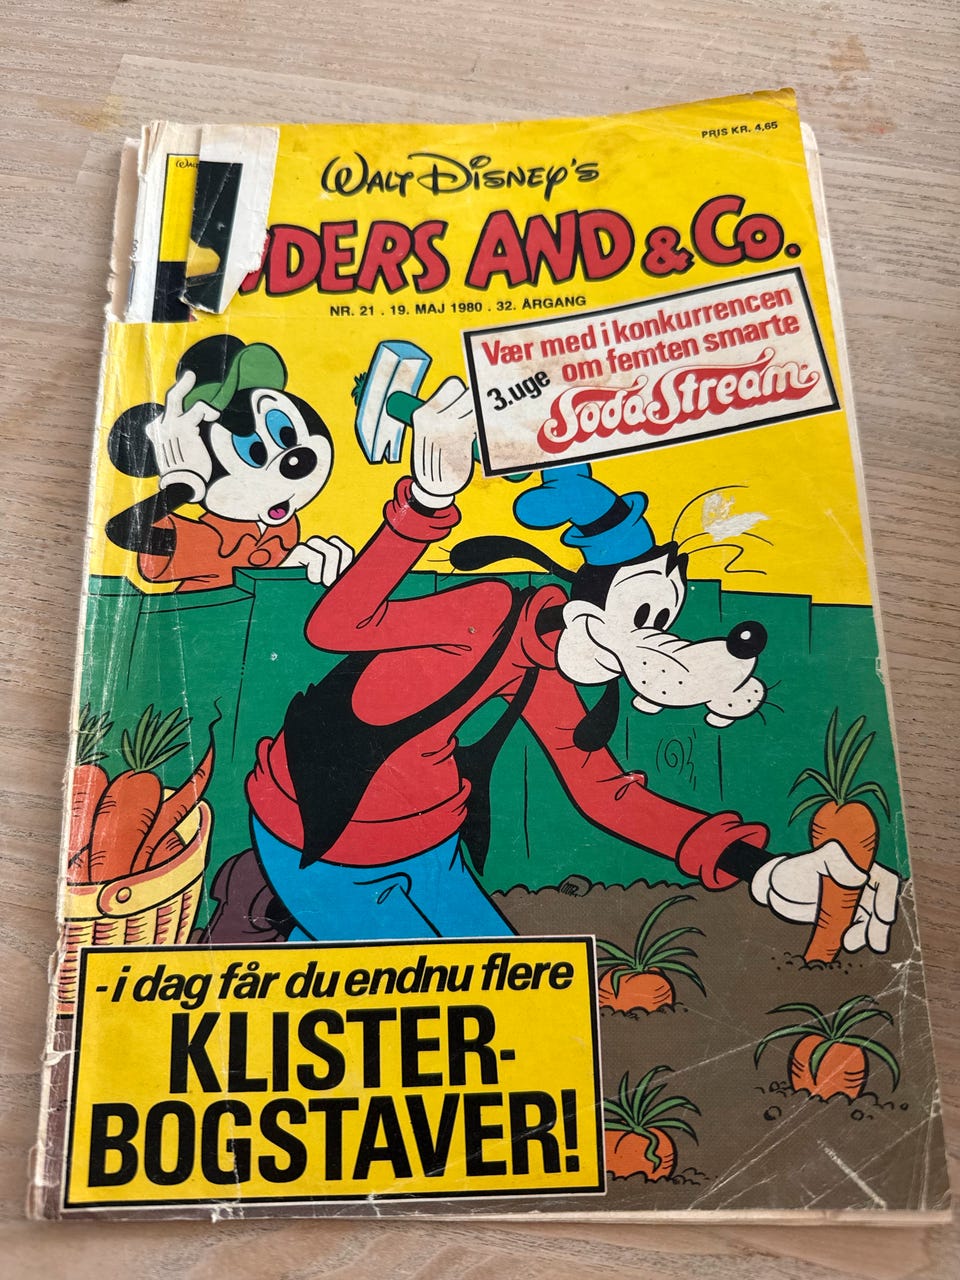 PRIS KR. 4,65
WALT DISNEY'S
DERS AND & Co.
NR. 21 . 19. MAJ 1980 . 32. ÅRGANG
Vær med i konkurrencen
om femten smarte
3.uge
SodaStream
- i dag får du endnu flere
KLISTER-
BOGSTAVER!